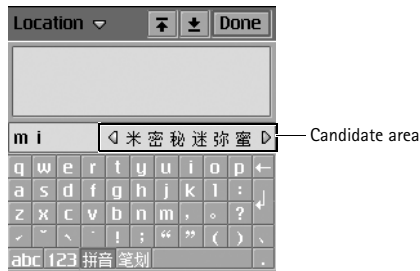 Location Done
m i 米 密 秘 迷 弥 蜜 Candidate area
q w e r t y u i o p ←
a s d f g h j k l :
z x c v b n m , 。 ?
! ; “ ” ( ) 、
abc 123 拼音 笔划 .